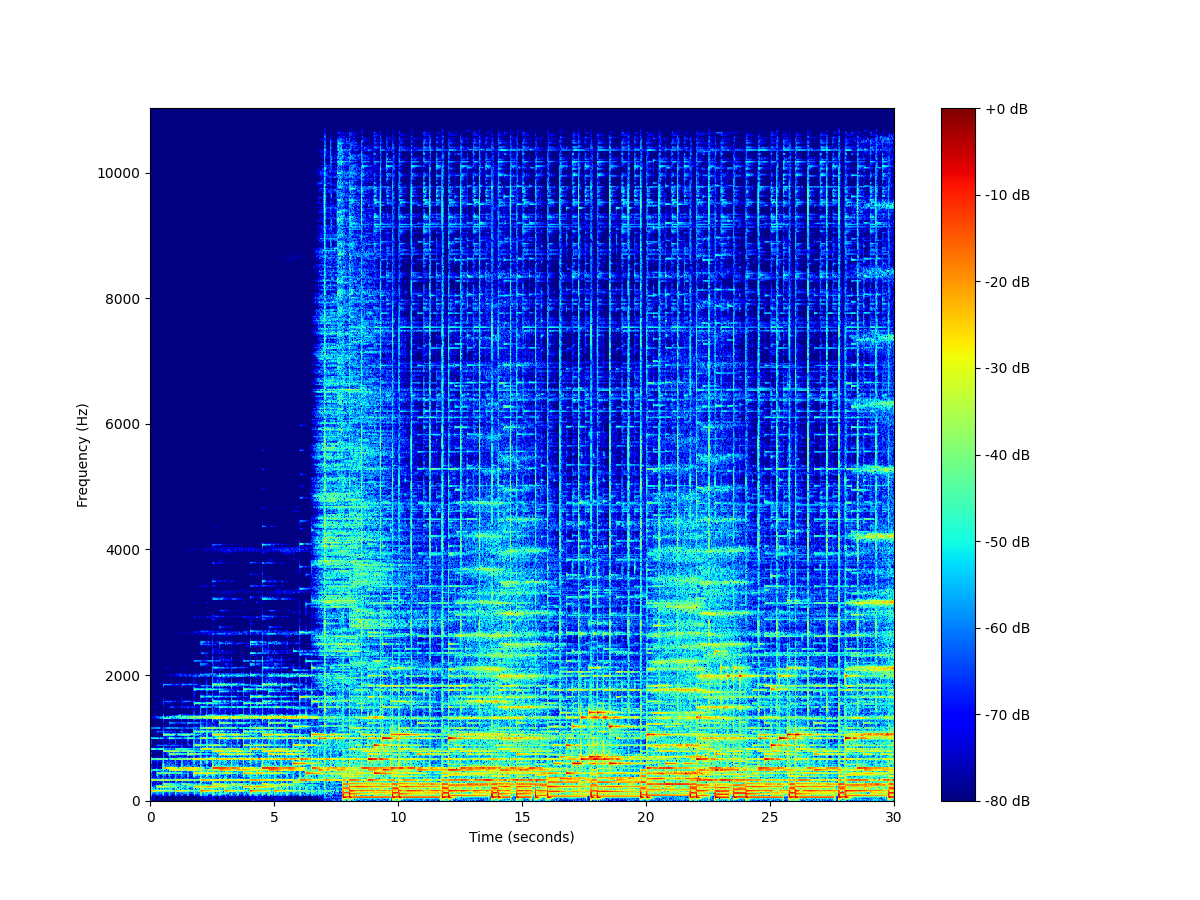 10000
8000
6000
4000
2000
0
Frequency (Hz)
0 5 10 15 20 25 30
Time (seconds)
+0 dB
-10 dB
-20 dB
-30 dB
-40 dB
-50 dB
-60 dB
-70 dB
-80 dB